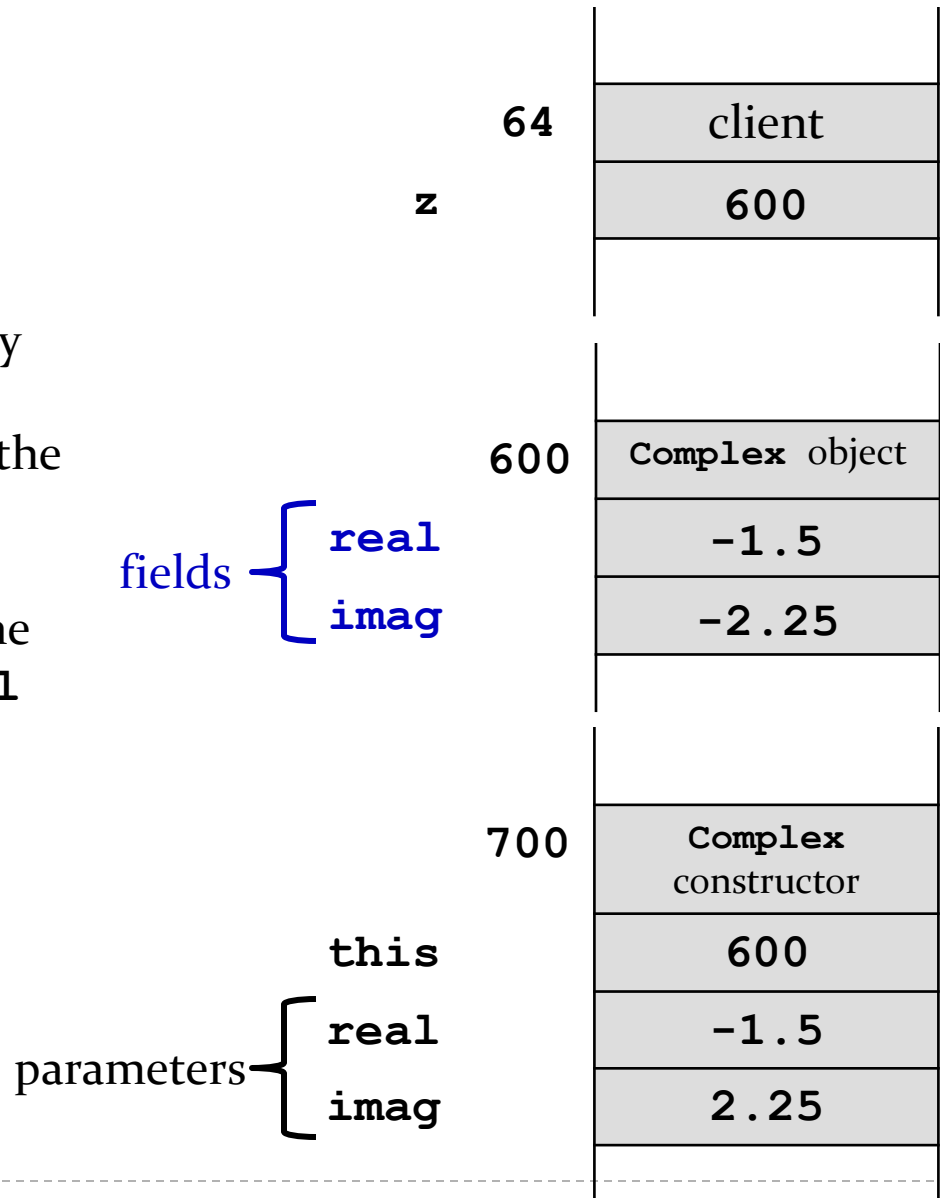 64 client
z 600
y
the
600 Complex object
real -1.5
fields
imag -2.25
l
700 Complex
constructor
this 600
real -1.5
parameters
imag 2.25